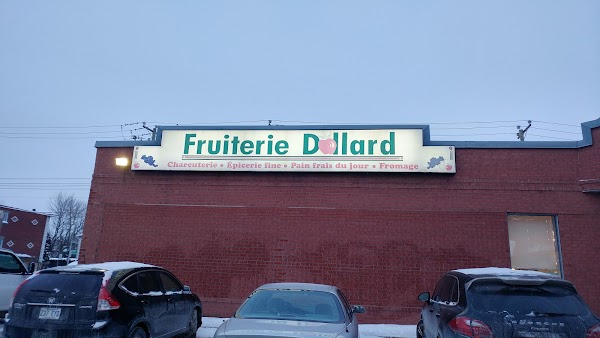 Fruiterie Dollard
Charcuterie • Épicerie fine • Pain frais du jour • Fromage